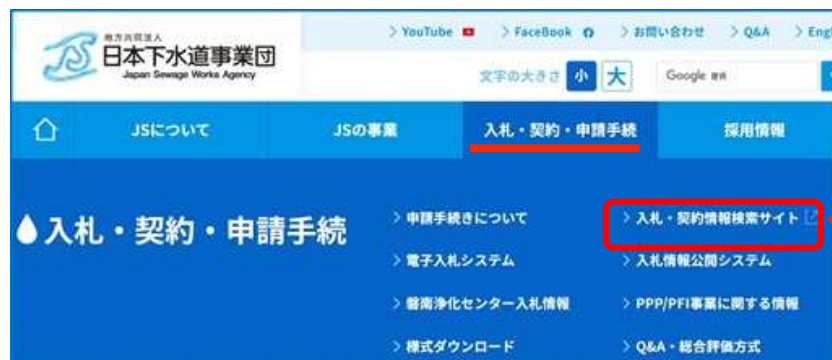 地方共同法人
日本下水道事業団
Japan Sewage Works Agency
> YouTube > FaceBook > お問い合わせ > Q&A > Engl
文字の大きさ 小 大 Google
JSについて JSの事業 入札・契約・申請手続 採用情報
入札・契約・申請手続
> 申請手続きについて > 入札・契約情報検索サイト
> 電子入札システム > 入札情報公開システム
> 磐南浄化センター入札情報 > PPP/PFI事業に関する情報
> 様式ダウンロード > Q&A・総合評価方式